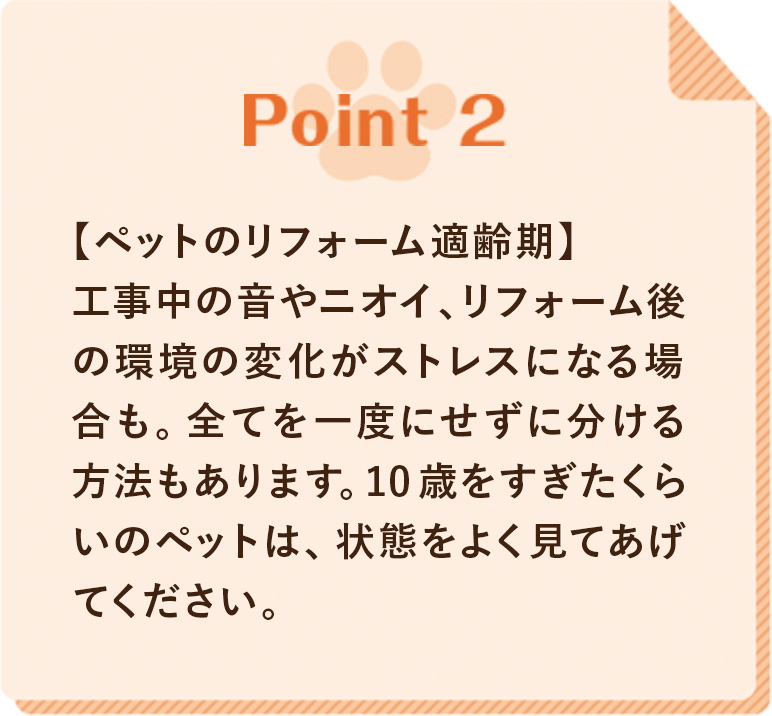 Point 2
【ペットのリフォーム適齢期】
工事中の音やニオイ、リフォーム後
の環境の変化がストレスになる場
合も。全てを一度にせずに分ける
方法もあります。10歳をすぎたくら
いのペットは、状態をよく見てあげ
てください。